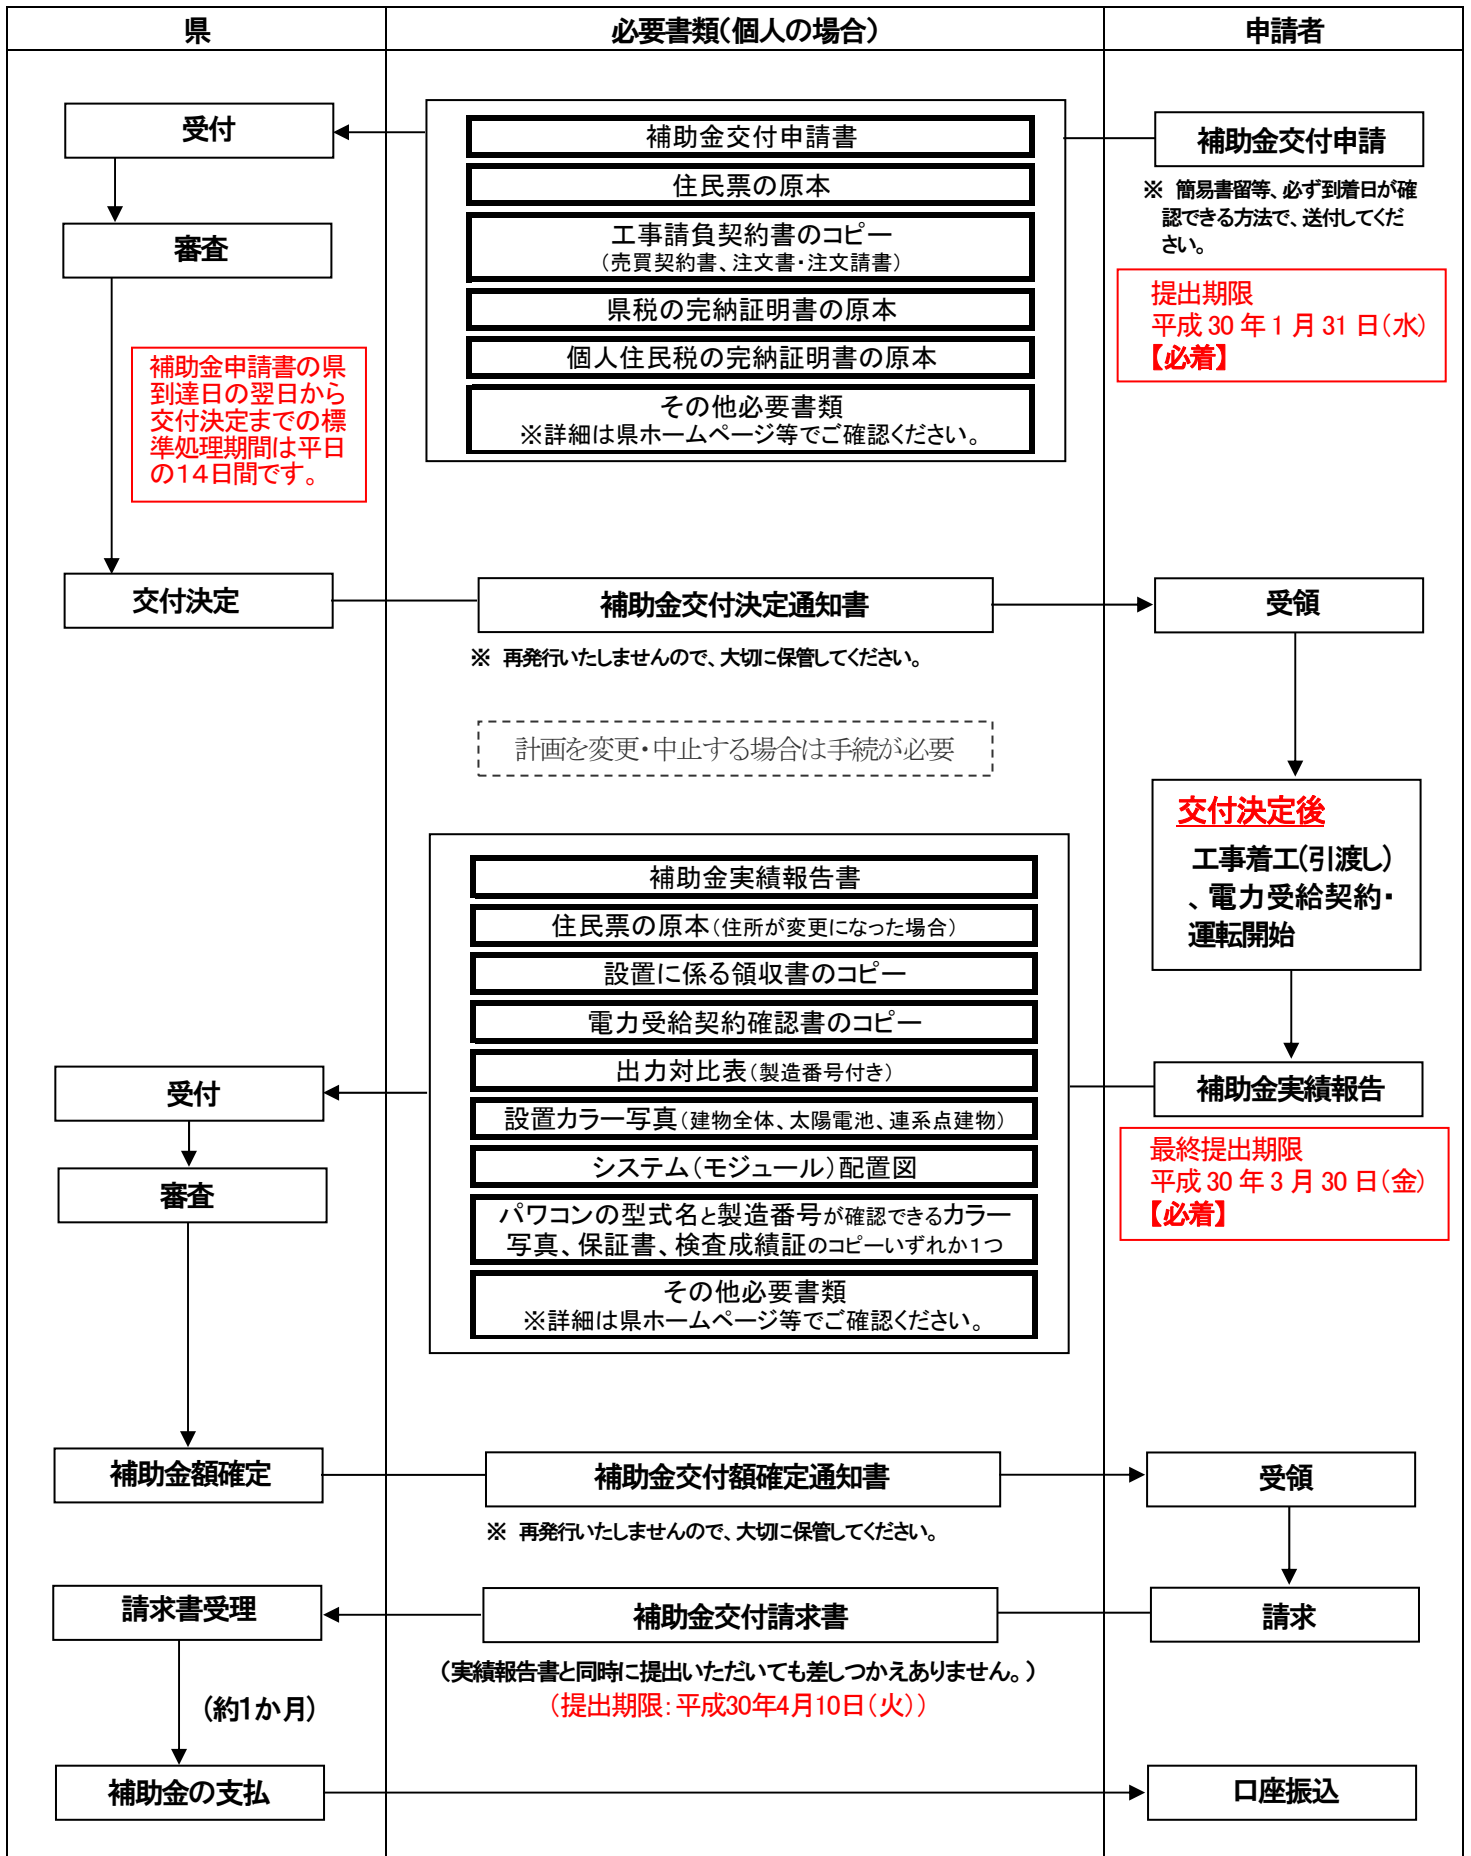 県
必要書類(個人の場合)
申請者
受付
審査
補助金申請書の県
到達日の翌日から
交付決定までの標
準処理期間は平日
の14日間です。
補助金交付申請書
住民票の原本
工事請負契約書のコピー
(売買契約書、注文書・注文請書)
県税の完納証明書の原本
個人住民税の完納証明書の原本
その他必要書類
※詳細は県ホームページ等でご確認ください。
補助金交付申請
※ 簡易書留等、必ず到着日が確
認できる方法で、送付してくだ
さい。
提出期限
平成 30 年 1 月 31 日(水)
【必着】
交付決定
補助金交付決定通知書
受領
※ 再発行いたしませんので、大切に保管してください。
計画を変更・中止する場合は手続が必要
交付決定後
工事着工(引渡し)
、電力受給契約・
運転開始
補助金実績報告書
住民票の原本(住所が変更になった場合)
設置に係る領収書のコピー
電力受給契約確認書のコピー
出力対比表(製造番号付き)
設置カラー写真(建物全体、太陽電池、連系点建物)
システム(モジュール)配置図
パワコンの型式名と製造番号が確認できるカラー
写真、保証書、検査成績証のコピーいずれか1つ
その他必要書類
※詳細は県ホームページ等でご確認ください。
受付
審査
補助金実績報告
最終提出期限
平成 30 年 3 月 30 日(金)
【必着】
補助金額確定
補助金交付額確定通知書
受領
※ 再発行いたしませんので、大切に保管してください。
請求書受理
補助金交付請求書
請求
(実績報告書と同時に提出いただいても差しつかえありません。)
(提出期限:平成30年4月10日(火))
(約1か月)
補助金の支払
口座振込